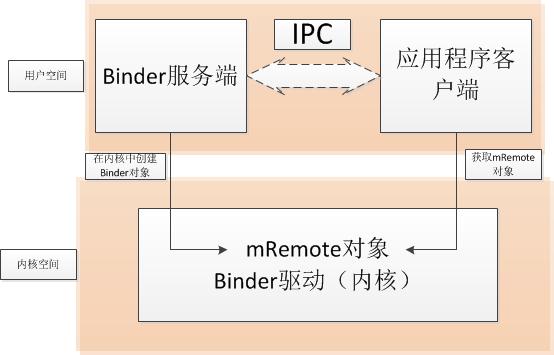 IPC
Binder服务端
应用程序客
户端
用户空间
在内核中创建
Binder对象
获取mRemote
对象
内核空间
mRemote对象
Binder驱动（内核）